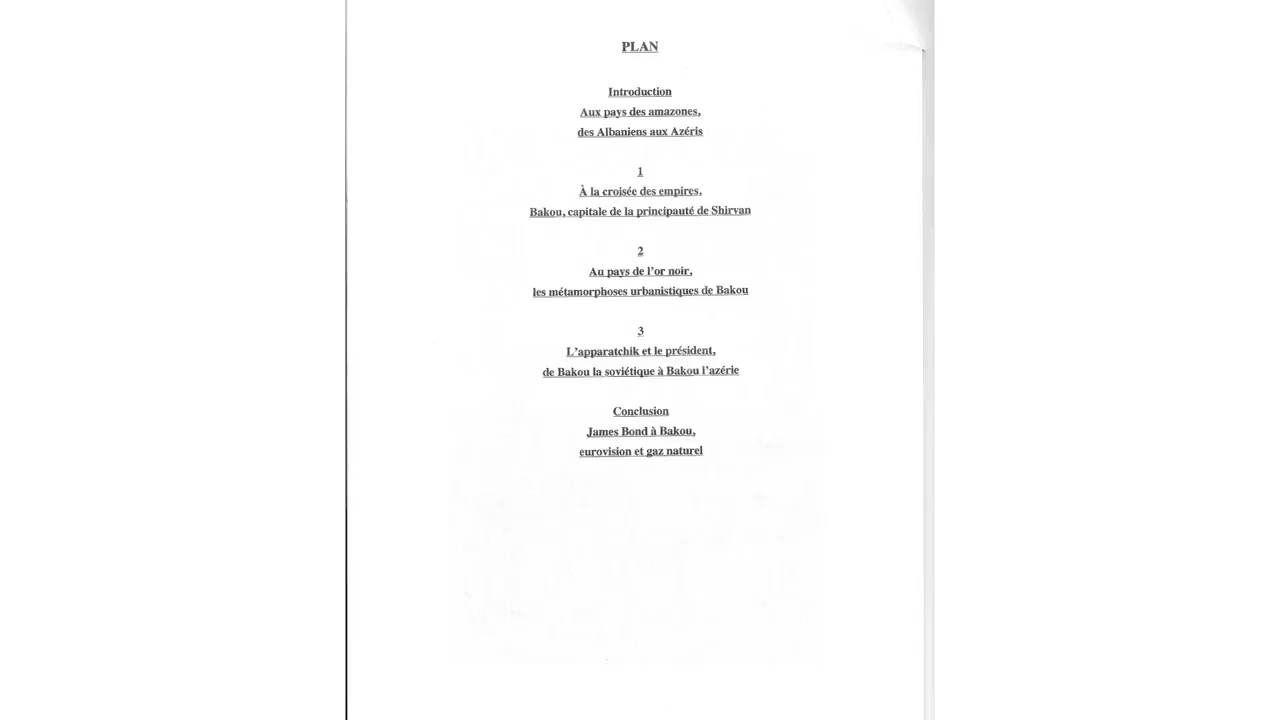 PLAN
Introduction
Aux pays des amazones,
des Albaniens aux Azéris
1
À la croisée des empires,
Bakou, capitale de la principauté de Shirvan
2
Au pays de l'or noir,
les métamorphoses urbanistiques de Bakou
3
L'apparatchik et le président,
de Bakou la soviétique à Bakou l'azérie
Conclusion
James Bond à Bakou,
eurovision et gaz naturel